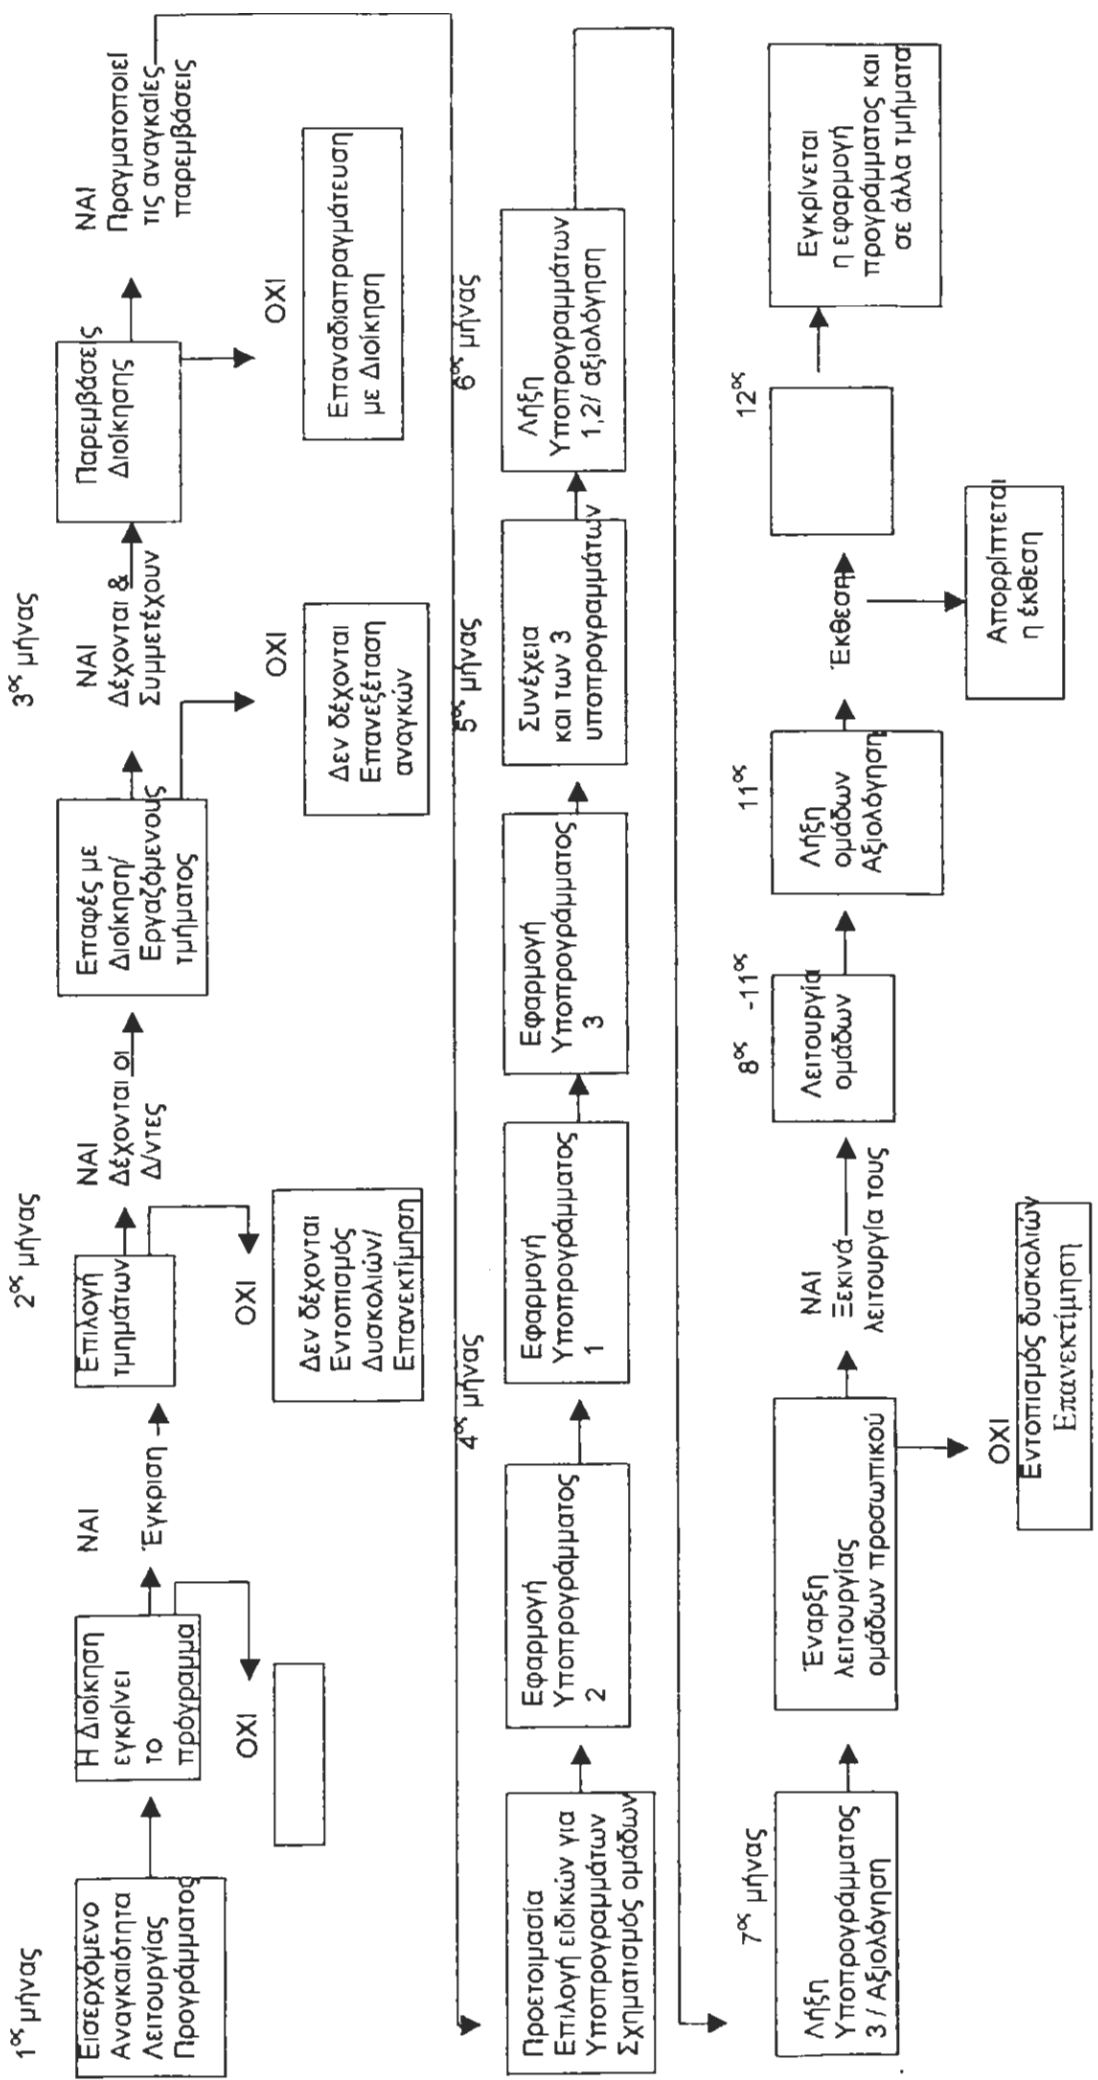 1ος μήνας
Εισερχόμενο
Αναγκαιότητα
Λειτουργίας
Προγράμματος
Η Διοίκηση
εγκρίνει
το
πρόγραμμα
ΟΧΙ
ΝΑΙ
Έγκριση
2ος μήνας
Επιλογή
τμημάτων
ΟΧΙ
Δεν δέχονται
Εντοπισμός
Δυσκολιών/
Επανεκτίμηση
ΝΑΙ
Δέχονται οι
Δ/ντες
Επαφές με
Διοίκηση/
Εργαζόμενους
τμήματος
ΟΧΙ
Δεν δέχονται
Επανεξέταση
αναγκών
3ος μήνας
ΝΑΙ
Δέχονται &
Συμμετέχουν
Παρεμβάσεις
Διοίκησης
ΟΧΙ
Επαναδιαπραγμάτευση
με Διοίκηση
ΝΑΙ
Πραγματοποιεί
τις αναγκαίες
παρεμβάσεις
Προετοιμασία
Επιλογή ειδικών για
Υποπρογραμμάτων
Σχηματισμός ομάδων
Εφαρμογή
Υποπρογράμματος
2
4ος μήνας
Εφαρμογή
Υποπρογράμματος
1
Εφαρμογή
Υποπρογράμματος
3
5ος μήνας
Συνέχεια
και των 3
υποπρογραμμάτων
6ος μήνας
Λήξη
Υποπρογραμμάτων
1,2/ αξιολόγηση
7ος μήνας
Λήξη
Υποπρογράμματος
3 / Αξιολόγηση
Έναρξη
λειτουργίας
ομάδων προσωπικού
ΟΧΙ
Εντοπισμός δυσκολιών
Επανεκτίμηση
ΝΑΙ
Ξεκινά
λειτουργία τους
8ος -11ος
Λειτουργία
ομάδων
11ος
Λήξη
ομάδων
Αξιολόγηση
Έκθεση
Απορρίπτεται
η έκθεση
12ος
Εγκρίνεται
η εφαρμογή
προγράμματος και
σε άλλα τμήματα